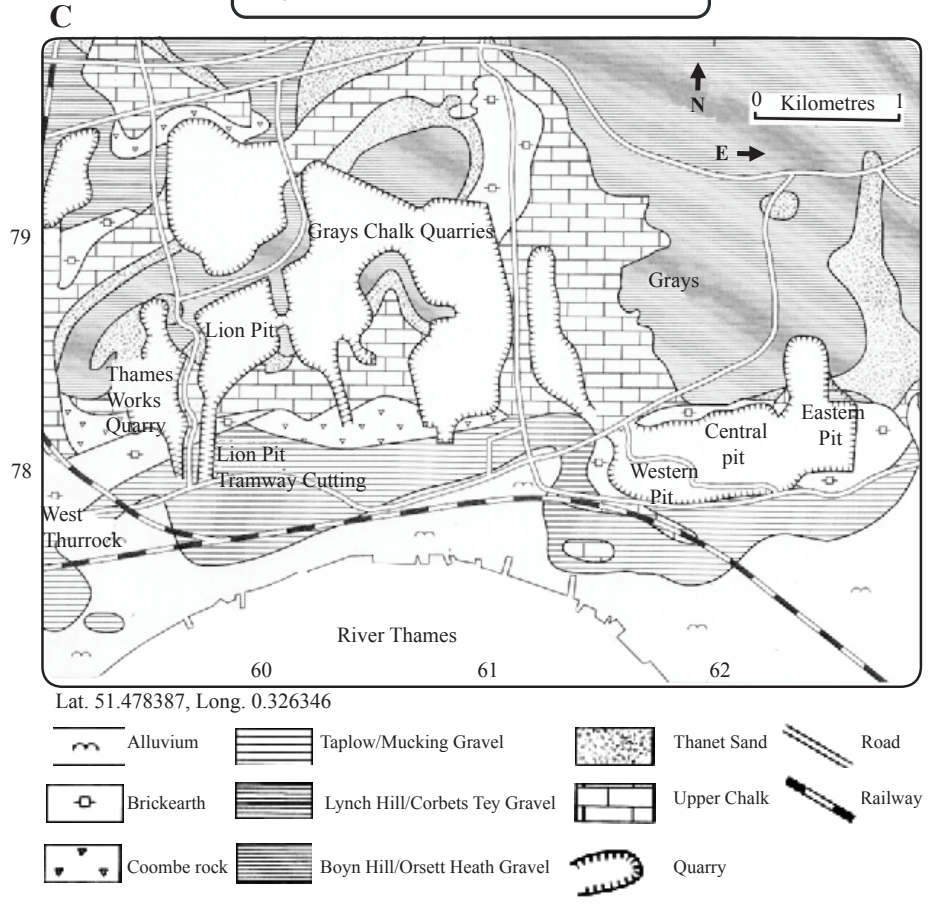 C
N
0 Kilometres 1
E
79
Grays Chalk Quarries
Grays
Lion Pit
Thames
Works
Quarry
Eastern
Pit
Central
pit
Lion Pit
Tramway Cutting
78
Western
Pit
West
Thurrock
River Thames
60
61
62
Lat. 51.478387, Long. 0.326346
Alluvium
Taplow/Mucking Gravel
Thanet Sand
Road
Brickearth
Lynch Hill/Corbets Tey Gravel
Upper Chalk
Railway
Coombe rock
Boyn Hill/Orsett Heath Gravel
Quarry